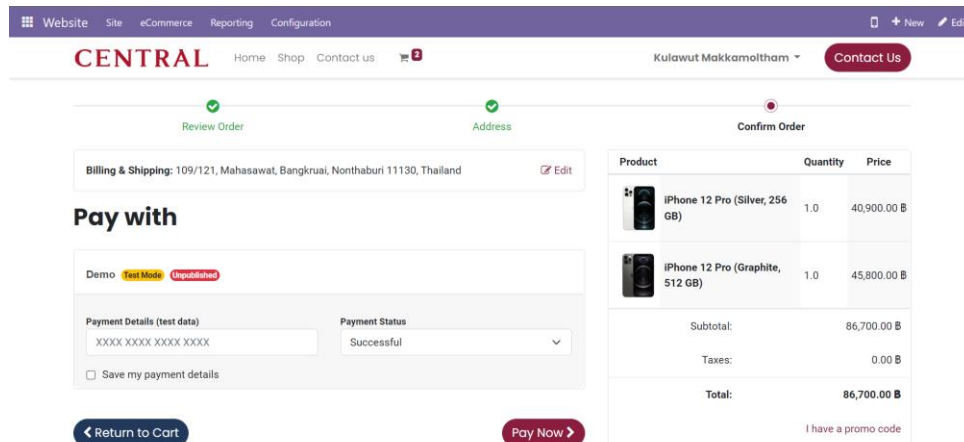 Website Site eCommerce Reporting Configuration + New Edi
CENTRAL Home Shop Contact us 2 Kulawut Makkamoltham Contact Us
Review Order Address Confirm Order
Billing & Shipping: 109/121, Mahasawat, Bangkruai, Nonthaburi 11130, Thailand Edit
Pay with
Demo Test Mode Unpublished
Payment Details (test data) Payment Status
XXXX XXXX XXXX XXXX Successful
Save my payment details
Return to Cart Pay Now
Product Quantity Price
iPhone 12 Pro (Silver, 256
GB) 1.0 40,900.00 ฿
iPhone 12 Pro (Graphite,
512 GB) 1.0 45,800.00 ฿
Subtotal: 86,700.00 ฿
Taxes: 0.00 ฿
Total: 86,700.00 ฿
I have a promo code